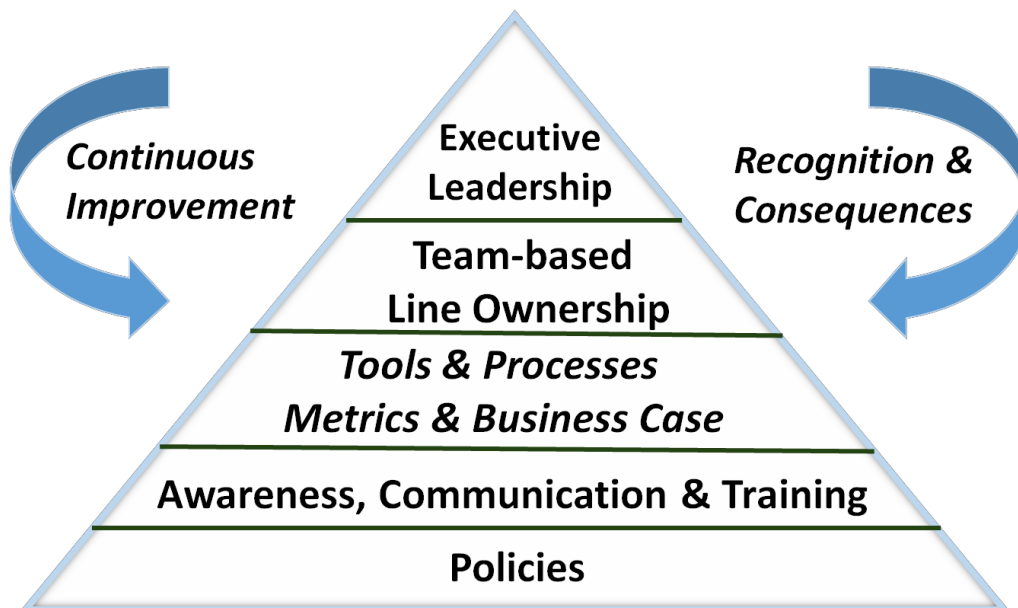 Executive
Leadership
Continuous
Improvement
Recognition &
Consequences
Team-based
Line Ownership
Tools & Processes
Metrics & Business Case
Awareness, Communication & Training
Policies